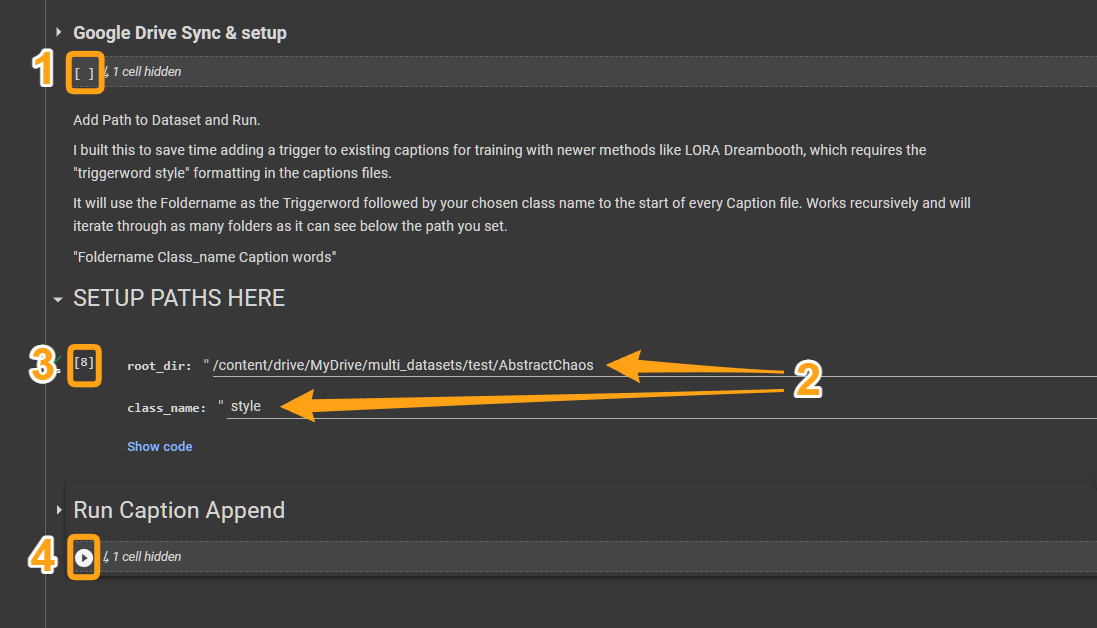 Google Drive Sync & setup
1 [ ] ↳ 1 cell hidden
Add Path to Dataset and Run.
I built this to save time adding a trigger to existing captions for training with newer methods like LORA Dreambooth, which requires the
"triggerword style" formatting in the captions files.
It will use the Foldername as the Triggerword followed by your chosen class name to the start of every Caption file. Works recursively and will
iterate through as many folders as it can see below the path you set.
"Foldername Class_name Caption words"
SETUP PATHS HERE
3 [8] root_dir: " /content/drive/MyDrive/multi_datasets/test/AbstractChaos
2
class_name: " style
Show code
Run Caption Append
4 ↳ 1 cell hidden